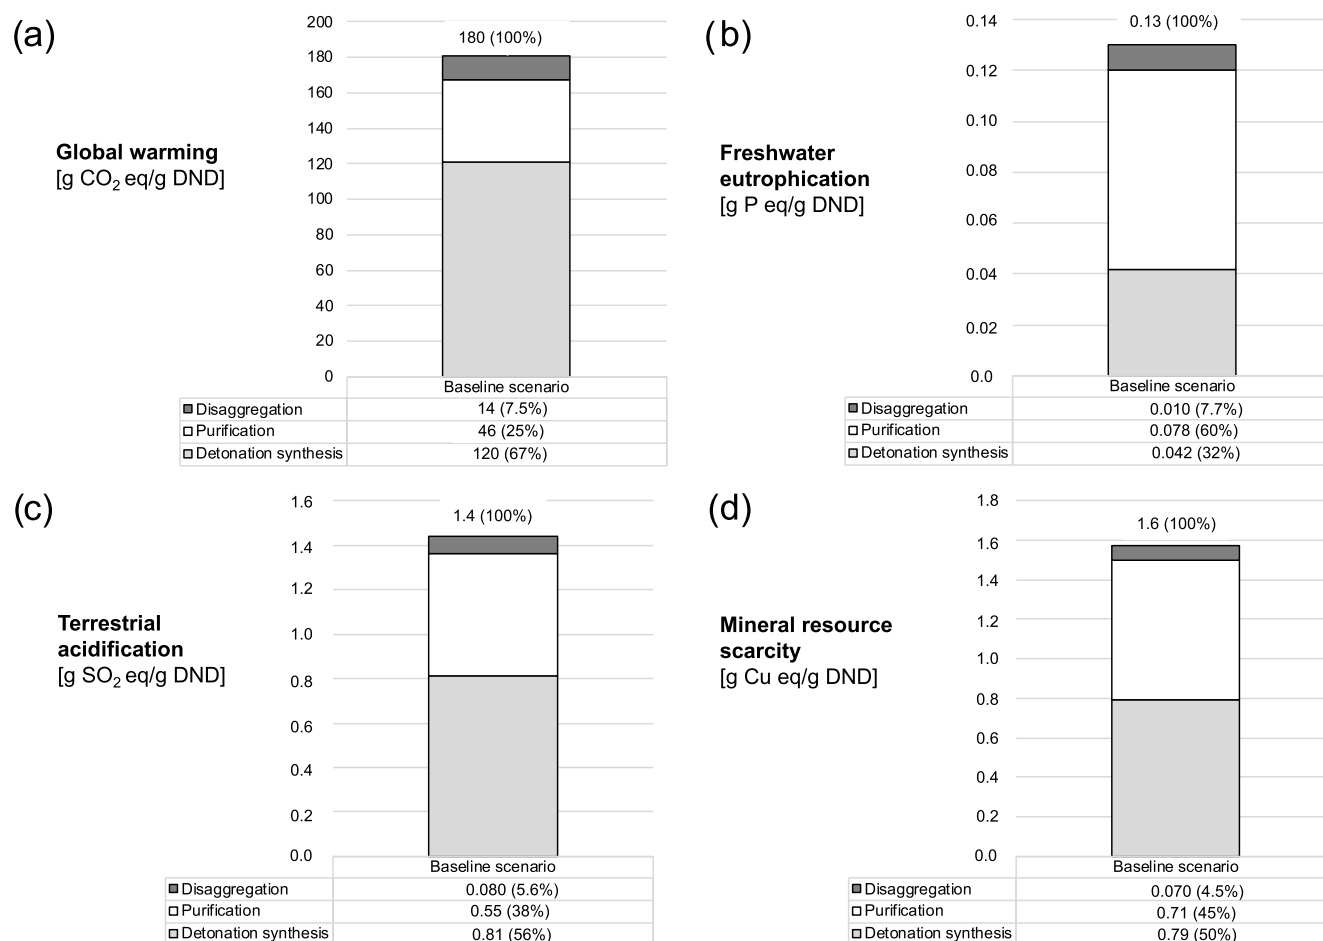 (a)
Global warming
[g CO₂ eq/g DND]
200
180
160
140
120
100
80
60
40
20
0
180 (100%)
Baseline scenario
Disaggregation 14 (7.5%)
Purification 46 (25%)
Detonation synthesis 120 (67%)
(b)
Freshwater
eutrophication
[g P eq/g DND]
0.14
0.12
0.10
0.08
0.06
0.04
0.02
0.0
0.13 (100%)
Baseline scenario
Disaggregation 0.010 (7.7%)
Purification 0.078 (60%)
Detonation synthesis 0.042 (32%)
(c)
Terrestrial
acidification
[g SO₂ eq/g DND]
1.6
1.4
1.2
1.0
0.8
0.6
0.4
0.2
0.0
1.4 (100%)
Baseline scenario
Disaggregation 0.080 (5.6%)
Purification 0.55 (38%)
Detonation synthesis 0.81 (56%)
(d)
Mineral resource
scarcity
[g Cu eq/g DND]
1.8
1.6
1.4
1.2
1.0
0.8
0.6
0.4
0.2
0.0
1.6 (100%)
Baseline scenario
Disaggregation 0.070 (4.5%)
Purification 0.71 (45%)
Detonation synthesis 0.79 (50%)